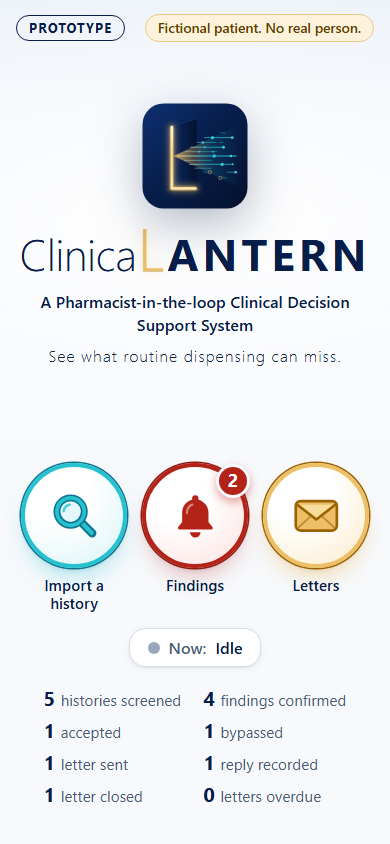 PROTOTYPE
Fictional patient. No real person.
ClinicaLANTERN
A Pharmacist-in-the-loop Clinical Decision
Support System
See what routine dispensing can miss.
2
Import a
history
Findings
Letters
Now: Idle
5 histories screened
4 findings confirmed
1 accepted
1 bypassed
1 letter sent
1 reply recorded
1 letter closed
0 letters overdue